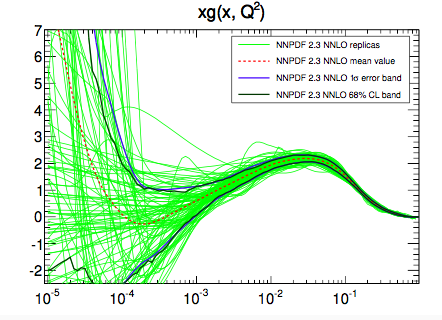 xg(x, Q²)
NNPDF 2.3 NNLO replicas
NNPDF 2.3 NNLO mean value
NNPDF 2.3 NNLO 1σ error band
NNPDF 2.3 NNLO 68% CL band
7
6
5
4
3
2
1
0
-1
-2
10⁻⁵ 10⁻⁴ 10⁻³ 10⁻² 10⁻¹